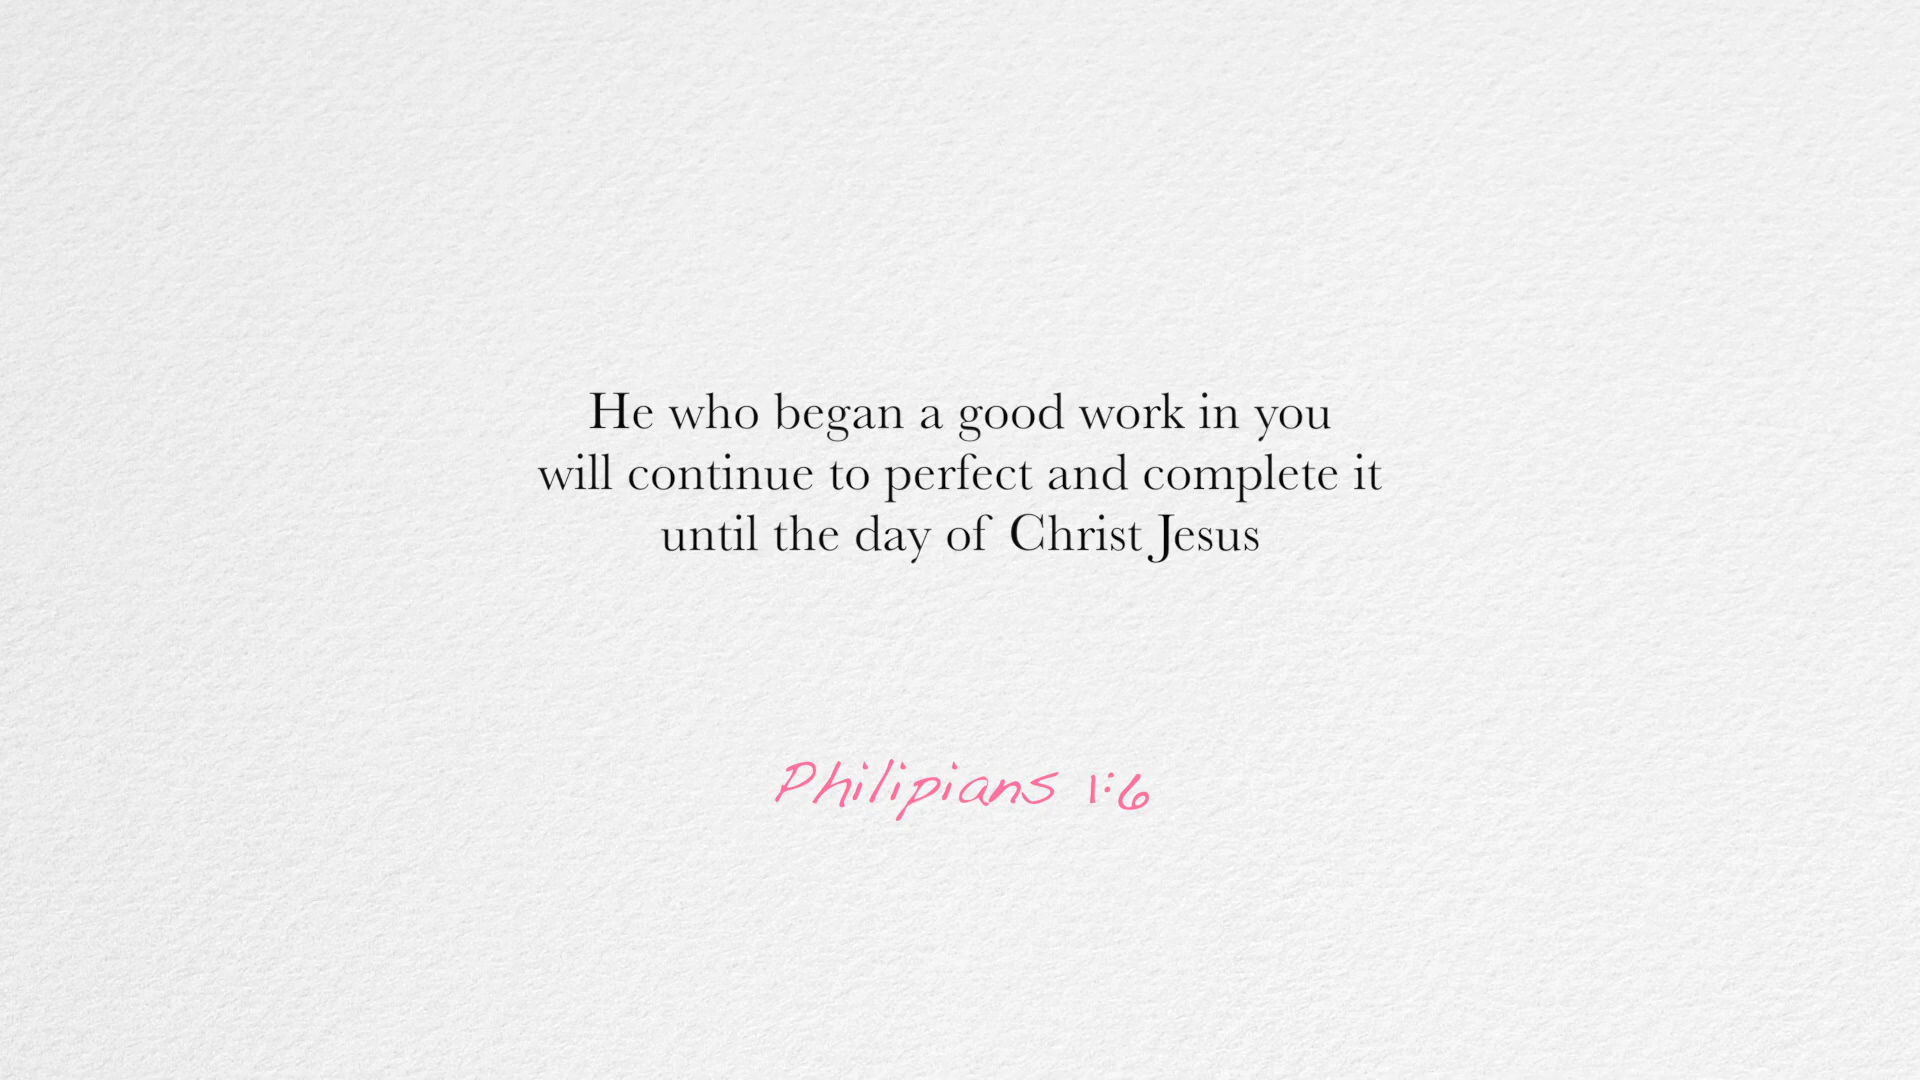 He who began a good work in you
will continue to perfect and complete it
until the day of Christ Jesus
Philipians 1:6